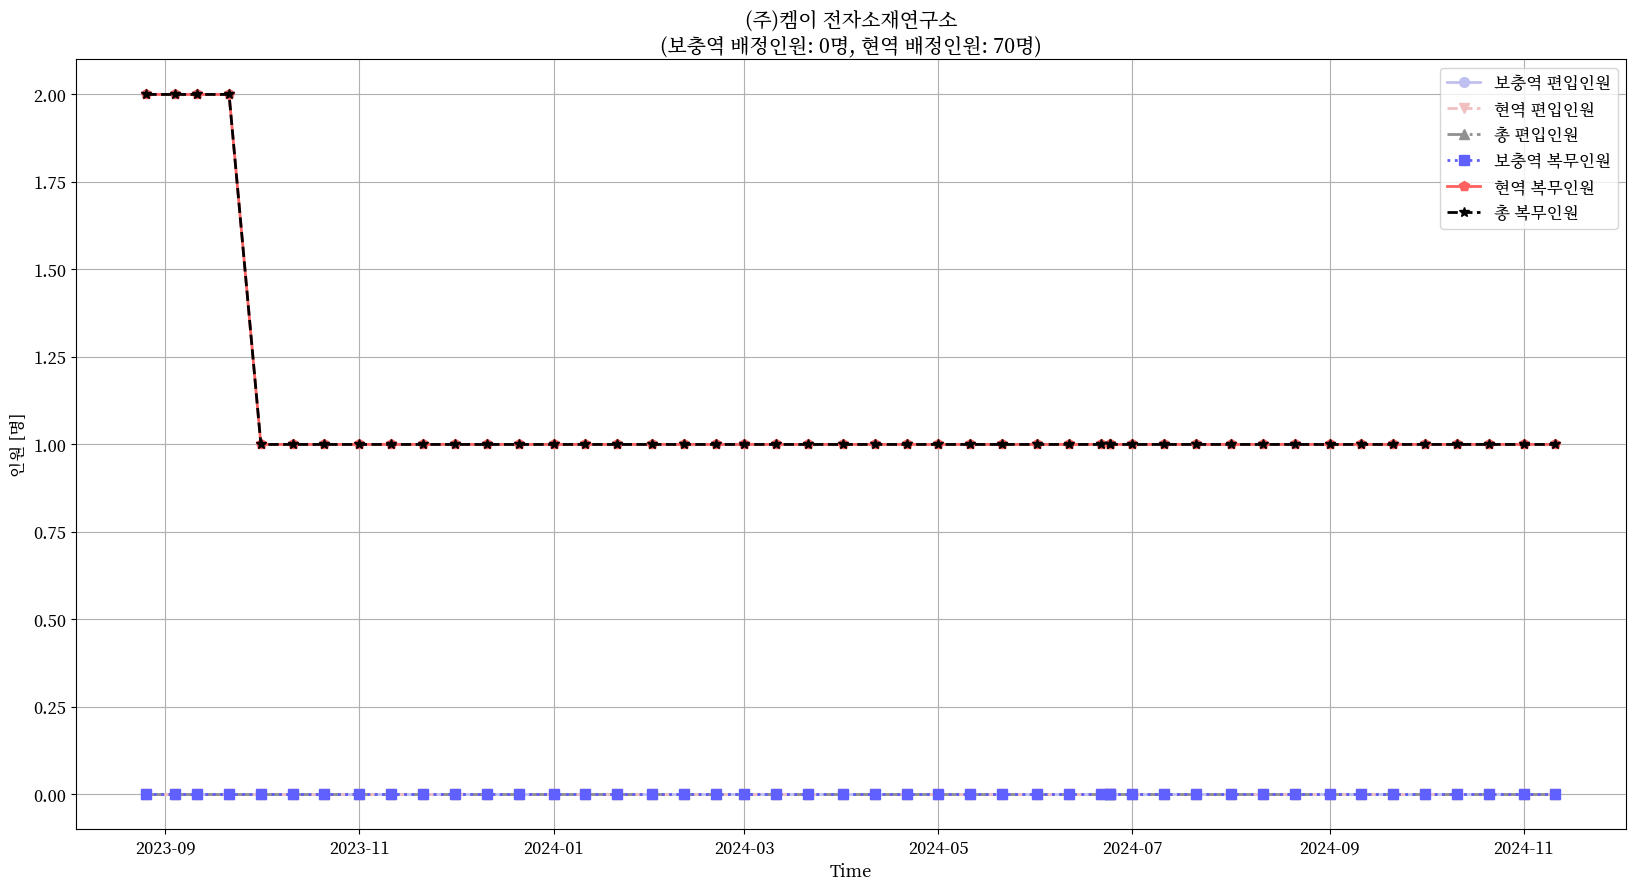 (주)켐이 전자소재연구소
(보충역 배정인원: 0명, 현역 배정인원: 70명)
보충역 편입인원
현역 편입인원
총 편입인원
보충역 복무인원
현역 복무인원
총 복무인원
인원 [명]
2.00
1.75
1.50
1.25
1.00
0.75
0.50
0.25
0.00
2023-09 2023-11 2024-01 2024-03 2024-05 2024-07 2024-09 2024-11
Time